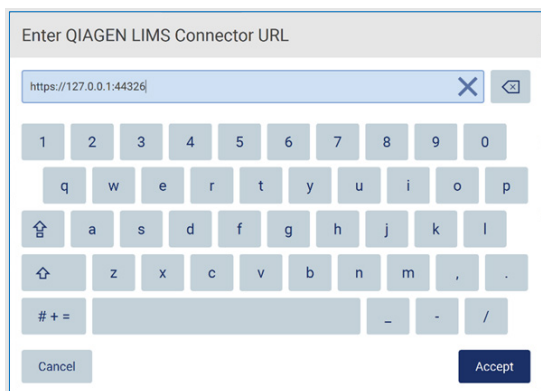 Enter QIAGEN LIMS Connector URL
https://127.0.0.1:44326
1 2 3 4 5 6 7 8 9 0
q w e r t y u i o p
a s d f g h j k l
z x c v b n m , .
# + = _ - /
Cancel Accept